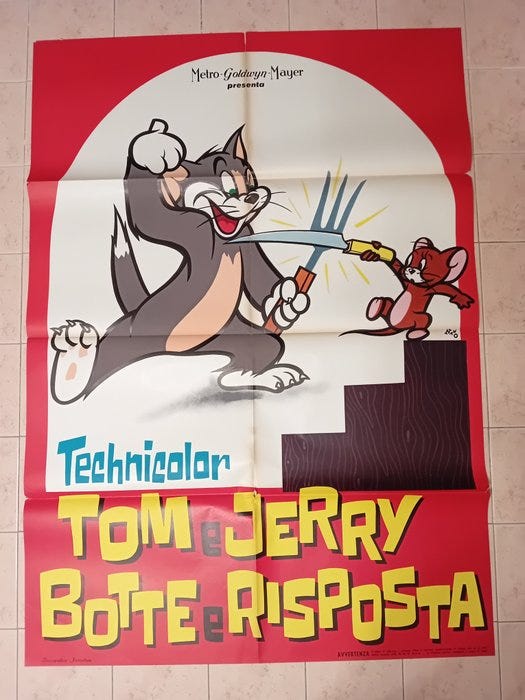 Metro-Goldwyn-Mayer
presenta
Technicolor
TOM e JERRY
BOTTE e RISPOSTA
AVVERTENZA